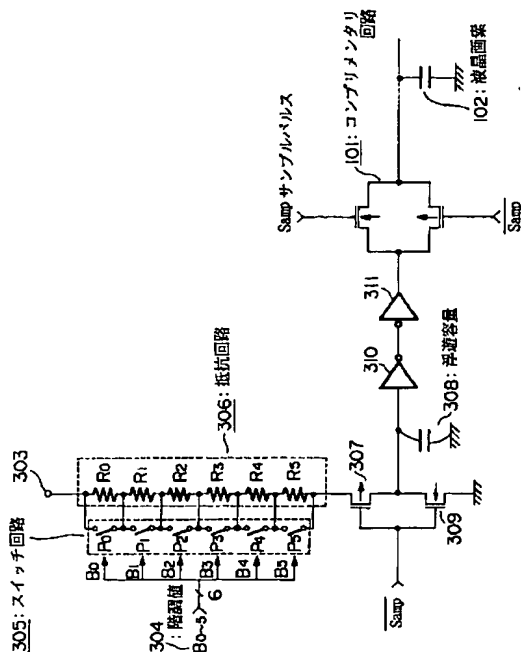 305：スイッチ回路
304
：階調値
B0~5
6
B0
B1
B2
B3
B4
B5
P0
P1
P2
P3
P4
P5
R0
R1
R2
R3
R4
R5
303
306：抵抗回路
Samp
307
309
308：浮遊容量
310
311
Samp サンプルパルス
101：コンプリメンタリ
回路
Samp
102：液晶画素